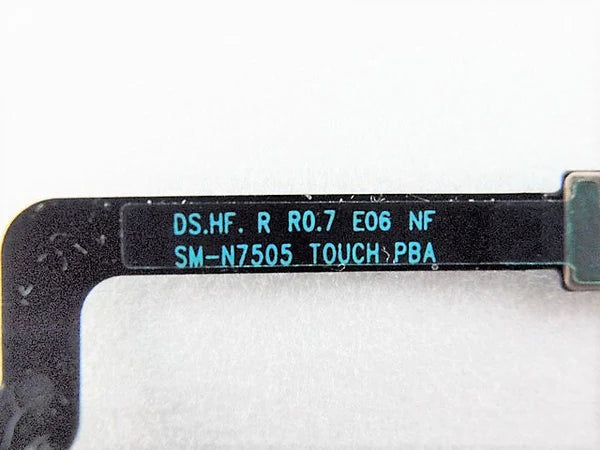 DS.HF. R R0.7 E06 NF
SM-N7505 TOUCH PBA